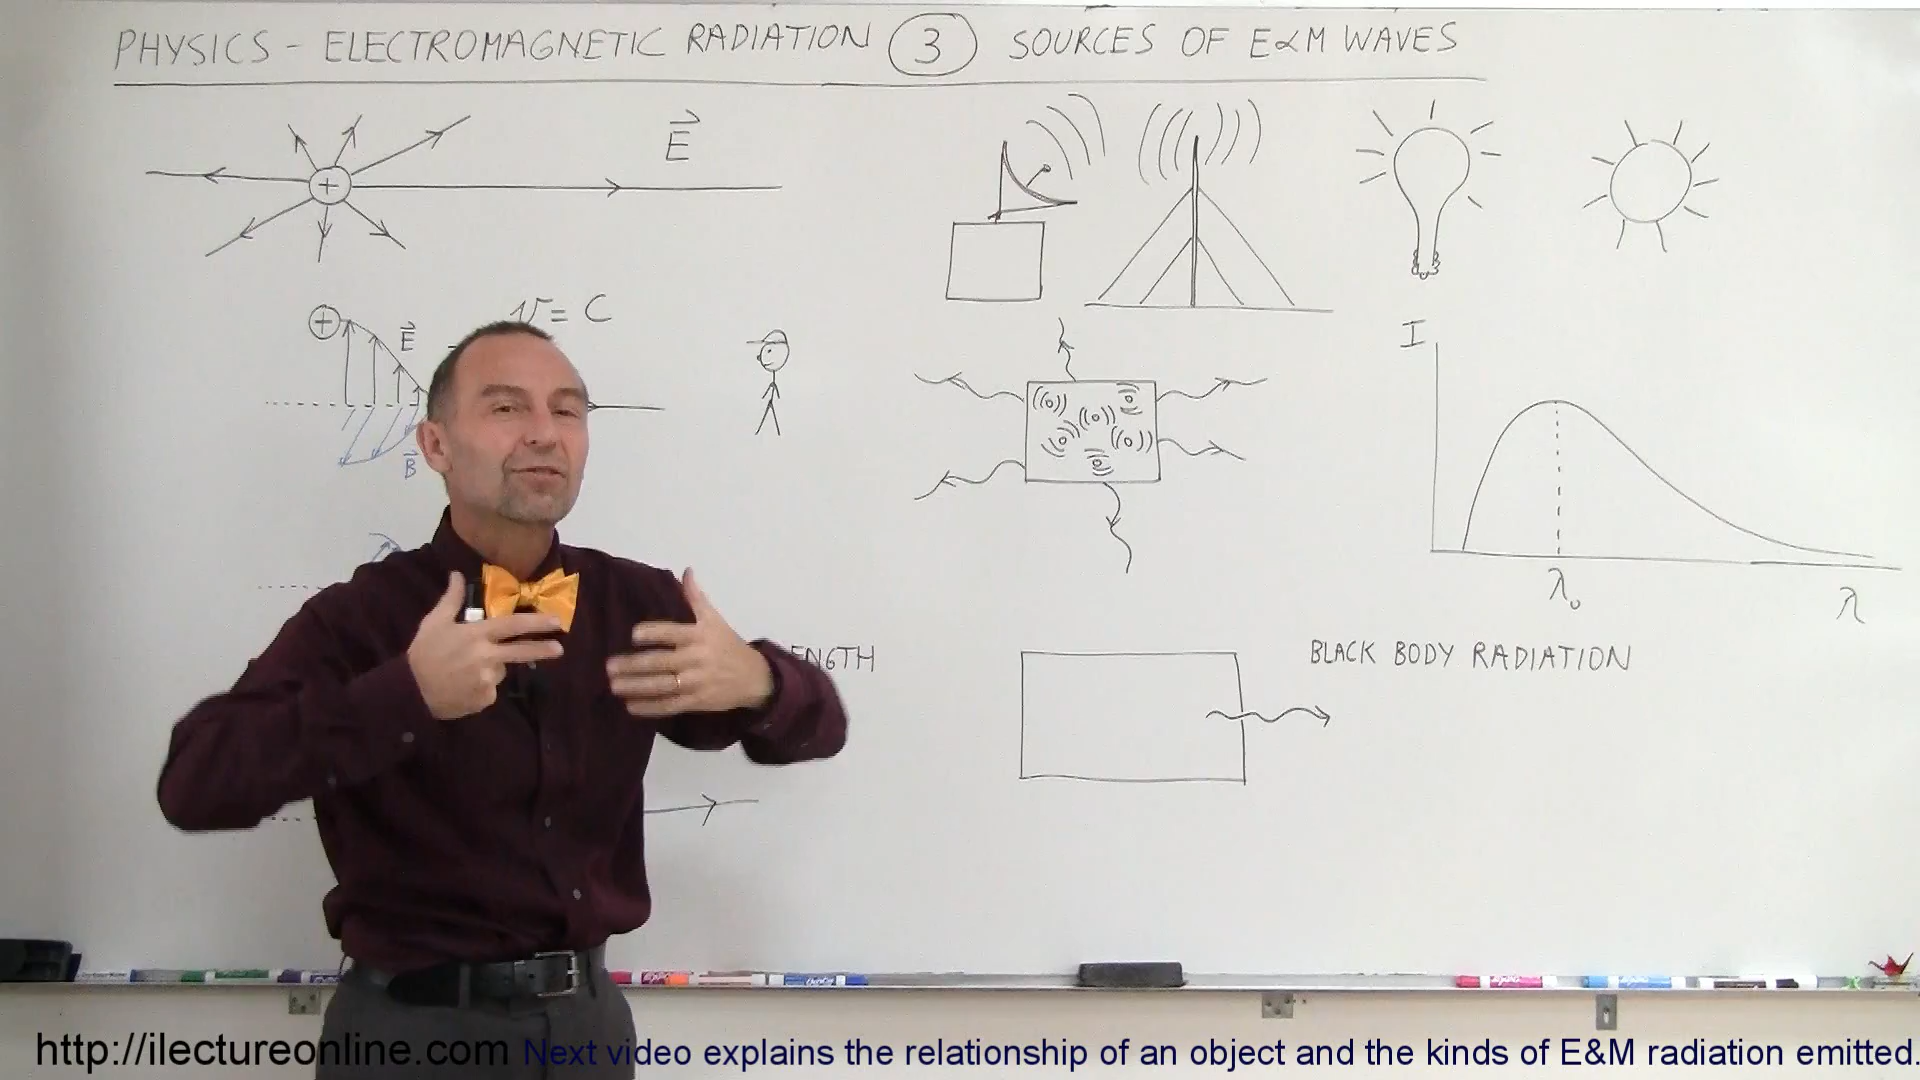 PHYSICS - ELECTROMAGNETIC RADIATION 3 SOURCES OF E&M WAVES
+
E
+
v = C
E
B
I
λ₀
λ
BLACK BODY RADIATION
http://ilectureonline.com Next video explains the relationship of an object and the kinds of E&M radiation emitted.